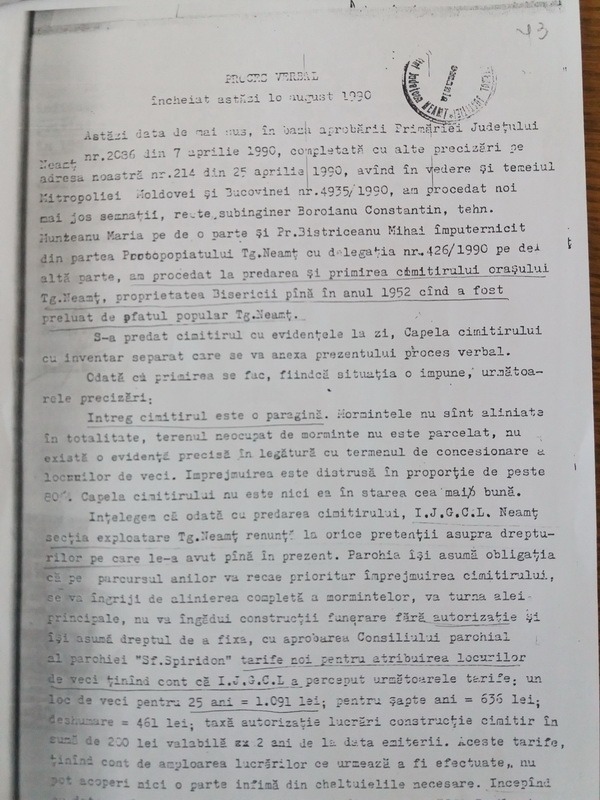 43
PROCES VERBAL
încheiat astăzi 10 august 1990
Astăzi data de mai sus, în baza aprobării Primăriei Județului
Neamț nr.2086 din 7 aprilie 1990, completată cu alte precizări pe
adresa noastră nr.214 din 25 aprilie 1990, avînd în vedere și temeiul
Mitropoliei Moldovei și Bucovinei nr.4935/1990, am procedat noi
mai jos semnații, reute subinginer Boroianu Constantin, tehn.
Munteanu Maria pe de o parte și Pr.Bistriceanu Mihai împuternicit
din partea Protopopiatului Tg.Neamț cu delegația nr.426/1990 pe de
altă parte, am procedat la predarea și primirea cimitirului orașului
Tg.Neamț, proprietatea Bisericii pînă în anul 1952 cînd a fost
preluat de sfatul popular Tg.Neamț.
S-a predat cimitirul cu evidențele la zi, Capela cimitirului
cu inventar separat care se va anexa prezentului proces verbal.
Odată cu primirea se fac, fiindcă situația o impune, următoa-
rele precizări:
Intreg cimitirul este o paragină. Mormintele nu sînt aliniate
în totalitate, terenul neocupat de morminte nu este parcelat, nu
există o evidență precisă în legătură cu termenul de concesionare a
locurilor de veci. Imprejmuirea este distrusă în proporție de peste
80%. Capela cimitirului nu este nici ea în starea cea mai bună.
Ințelegem că odată cu predarea cimitirului, I.J.G.C.L. Neamț
secția exploatare Tg.Neamț renunță la orice pretenții asupra dreptu-
rilor pe care le-a avut pînă în prezent. Parohia își asumă obligația
că pe parcursul anilor va reface prioritar împrejmuirea cimitirului,
se va îngriji de alinierea completă a mormintelor, va turna alei
principale, nu va îngădui construcții funerare fără autorizație și
își asumă dreptul de a fixa, cu aprobarea Consiliului parohial
al parohiei "Sf.Spiridon" tarife noi pentru atribuirea locurilor
de veci ținînd cont că I.J.G.C.L a perceput următoarele tarife: un
loc de veci pentru 25 ani = 1.091 lei; pentru șapte ani = 636 lei;
deshumare = 461 lei; taxă autorizație lucrări construcție cimitir în
sumă de 200 lei valabilă 2 ani de la data emiterii. Aceste tarife,
ținînd cont de amploarea lucrărilor ce urmează a fi efectuate, nu
pot acoperi nici o parte infimă din cheltuielile necesare. Incepînd